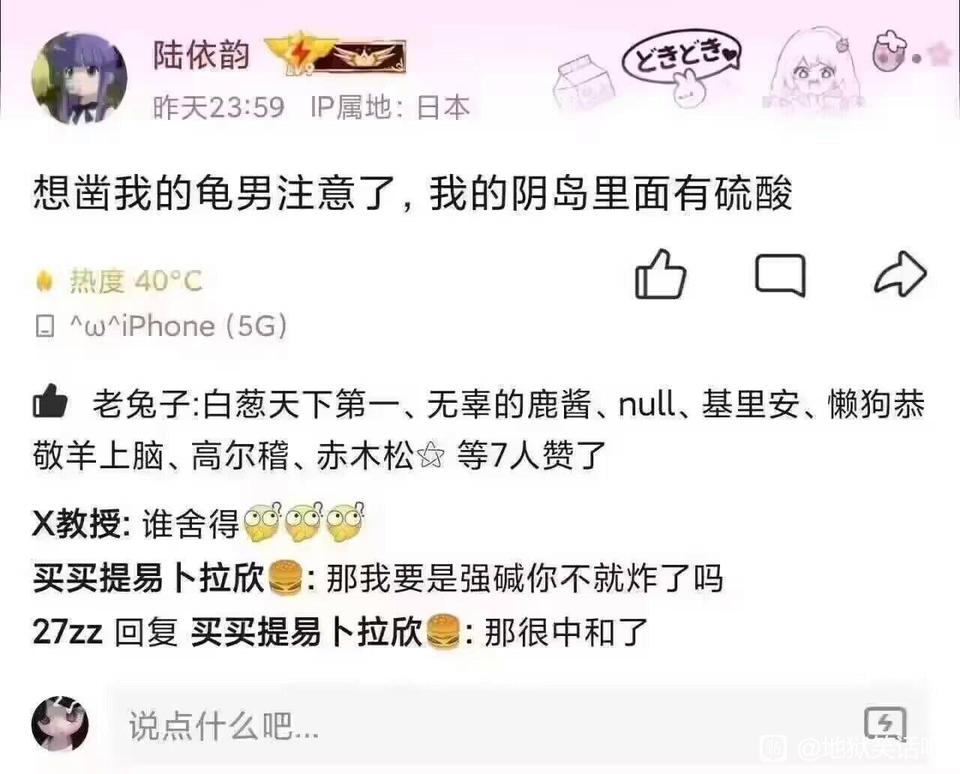 陆依韵
LV9
昨天23:59 IP属地：日本
どきどき
想凿我的龟男注意了，我的阴岛里面有硫酸
热度 40°C
^ω^iPhone (5G)
老兔子:白葱天下第一、无辜的鹿酱、null、基里安、懒狗恭
敬羊上脑、高尔稽、赤木松☆ 等7人赞了
X教授: 谁舍得
买买提易卜拉欣🍔: 那我要是强碱你不就炸了吗
27zz 回复 买买提易卜拉欣🍔: 那很中和了
说点什么吧...
@地狱笑话